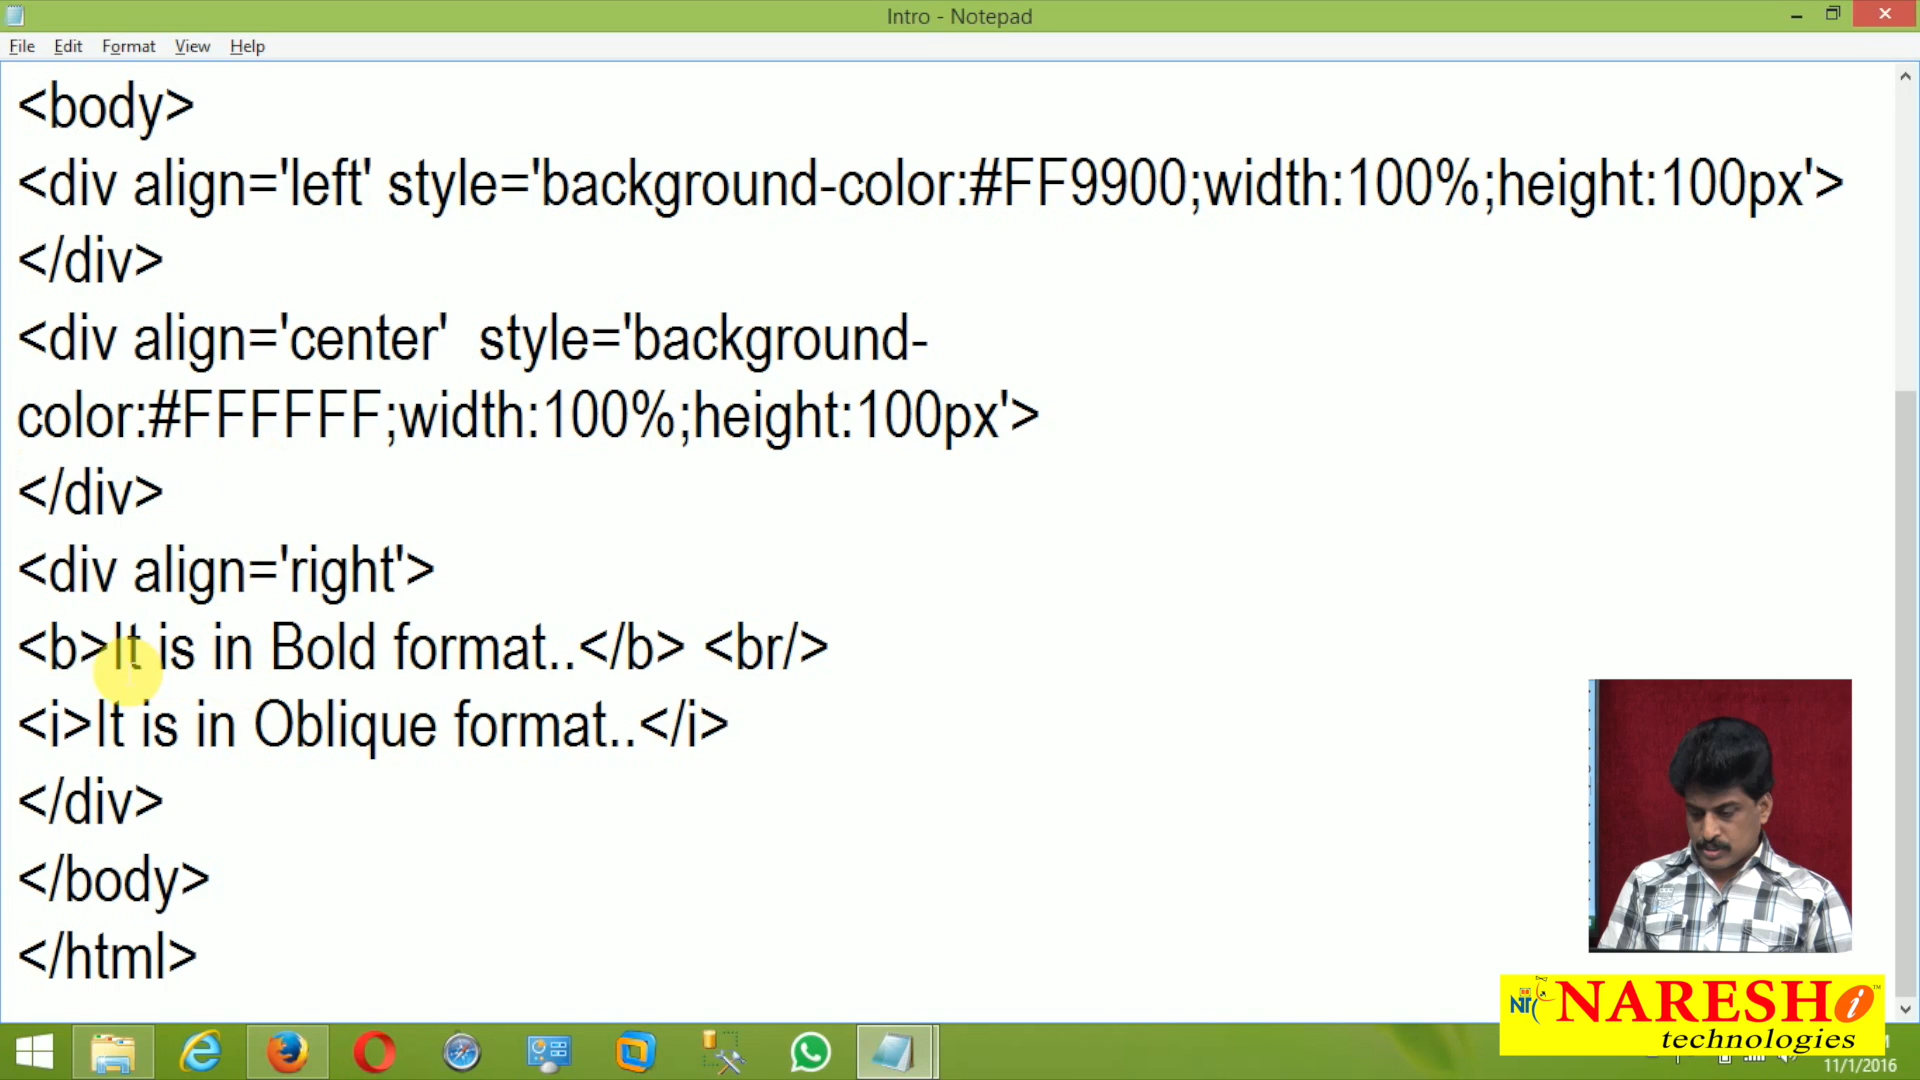 Intro - Notepad
File Edit Format View Help
<body>
<div align='left' style='background-color:#FF9900;width:100%;height:100px'>
</div>
<div align='center'  style='background-
color:#FFFFFF;width:100%;height:100px'>
</div>
<div align='right'>
<b>It is in Bold format..</b> <br/>
<i>It is in Oblique format..</i>
</div>
</body>
</html>
NARESH i ™
technologies
11/1/2016